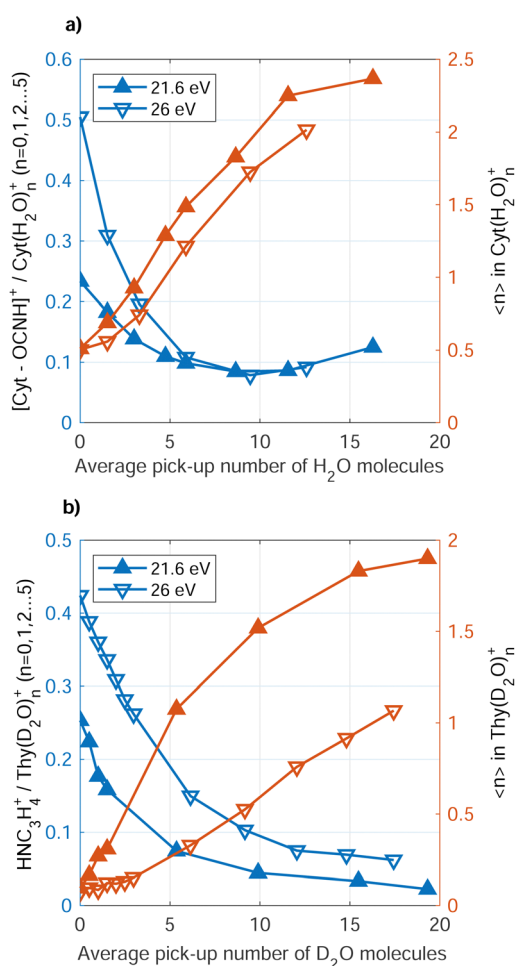 a)
[Cyt - OCNH]⁺ / Cyt(H₂O)ₙ⁺ (n=0,1,2...5)
0.6
0.5
0.4
0.3
0.2
0.1
0
21.6 eV
26 eV
2.5
2
1.5
1
0.5
0
<n> in Cyt(H₂O)ₙ⁺
0 5 10 15 20
Average pick-up number of H₂O molecules
b)
HNC₃H₄⁺ / Thy(D₂O)ₙ⁺ (n=0,1,2...5)
0.5
0.4
0.3
0.2
0.1
0
21.6 eV
26 eV
2
1.5
1
0.5
0
<n> in Thy(D₂O)ₙ⁺
0 5 10 15 20
Average pick-up number of D₂O molecules